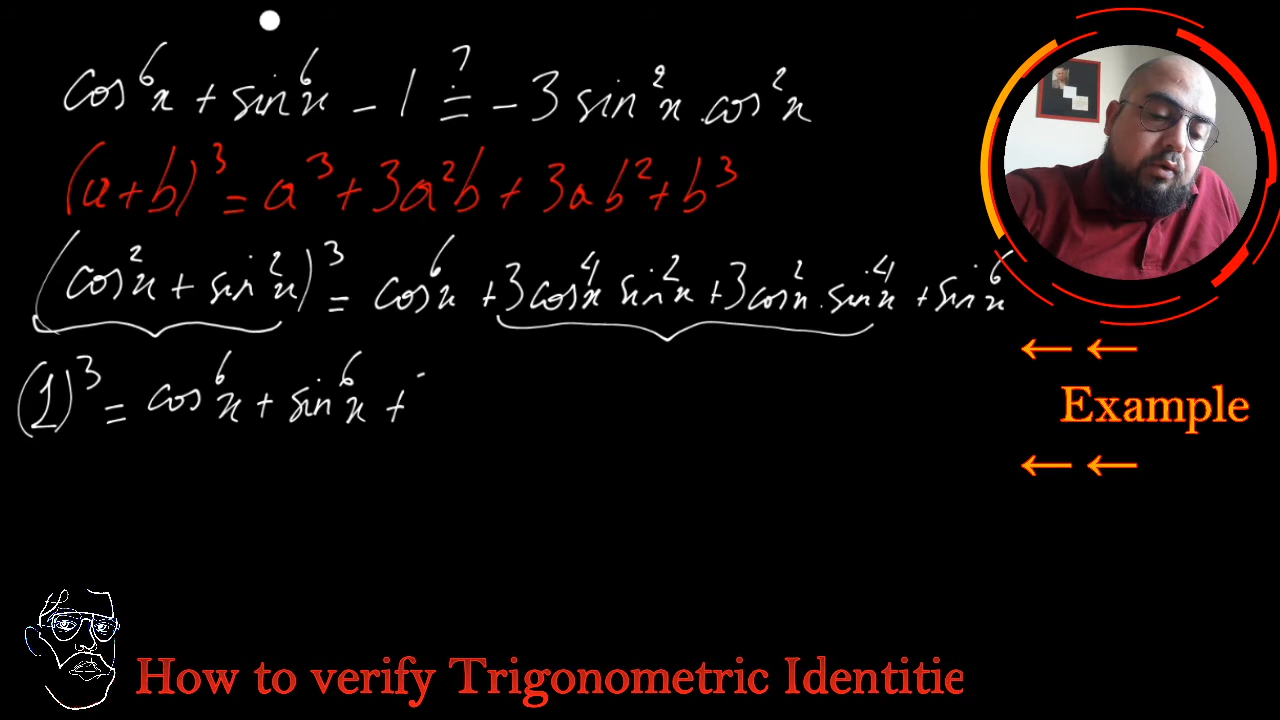 cos⁶x + sin⁶x - 1 ?= - 3 sin²x . cos²x
(a+b)³ = a³ + 3a²b + 3ab² + b³
(cos²x + sin²x)³ = cos⁶x + 3cos⁴x sin²x + 3cos²x . sin⁴x + sin⁶x
(1)³ = cos⁶x + sin⁶x +
← ←
Example
← ←
How to verify Trigonometric Identitie